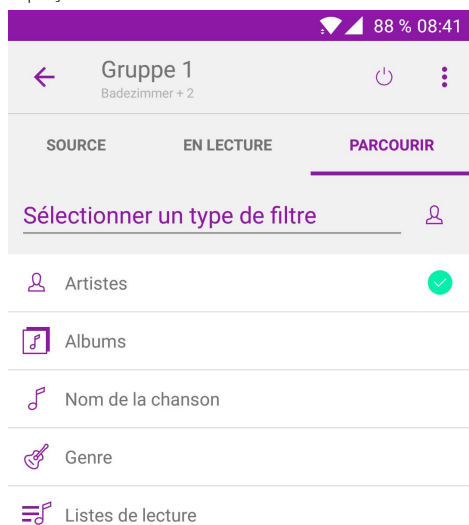 88 % 08:41
Gruppe 1
Badezimmer + 2
SOURCE EN LECTURE PARCOURIR
Sélectionner un type de filtre
Artistes
Albums
Nom de la chanson
Genre
Listes de lecture